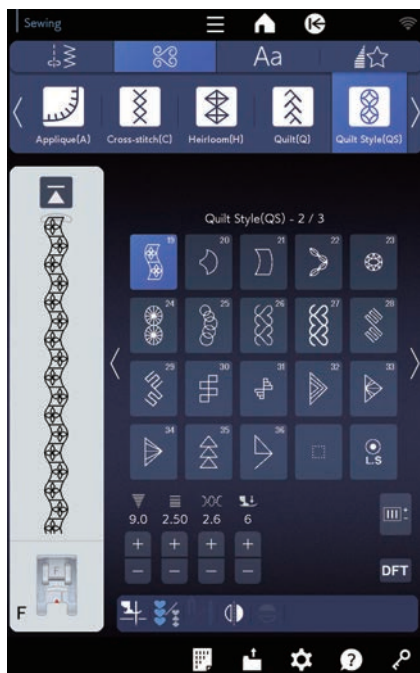 Sewing
Aa
Applique(A) Cross-stitch(C) Heirloom(H) Quilt(Q) Quilt Style(QS)
Quilt Style(QS) - 2 / 3
19 20 21 22 23
24 25 26 27 28
29 30 31 32 33
34 35 36
L.S
9.0 2.50 2.6 6
+ + + +
− − − −
DFT
F
F
?